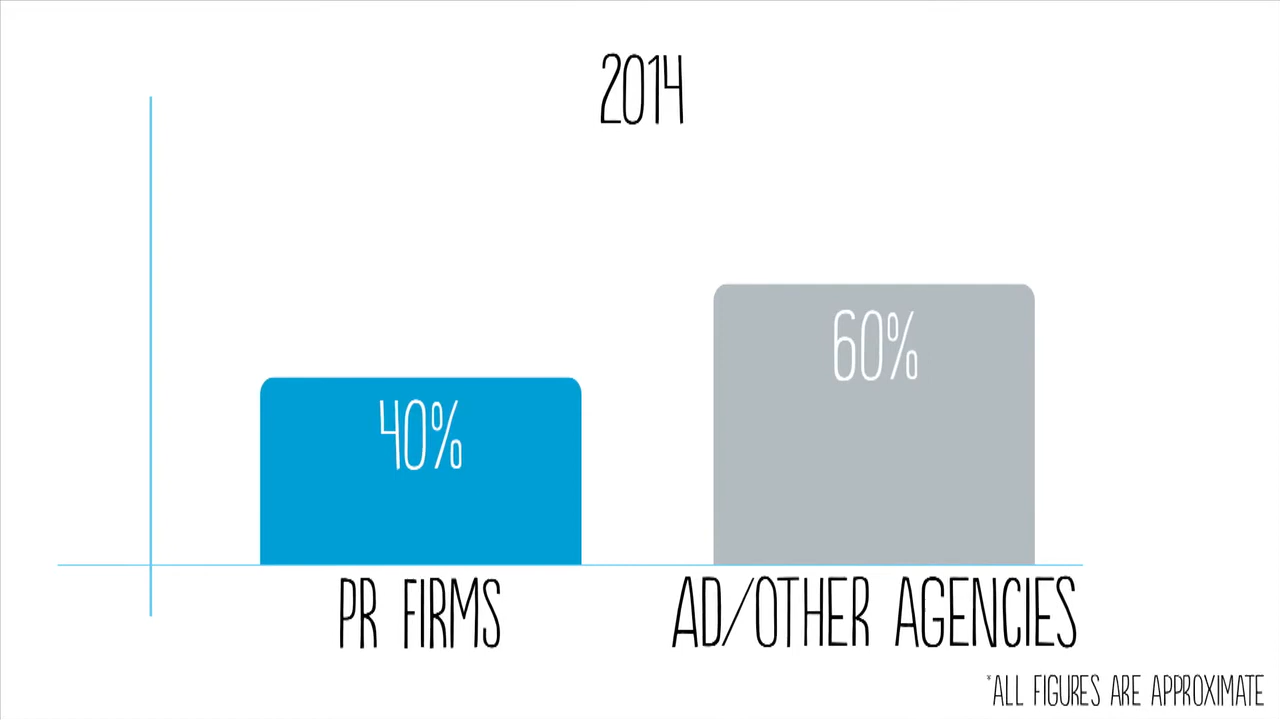 2014
60%
40%
PR FIRMS
AD/OTHER AGENCIES
*ALL FIGURES ARE APPROXIMATE